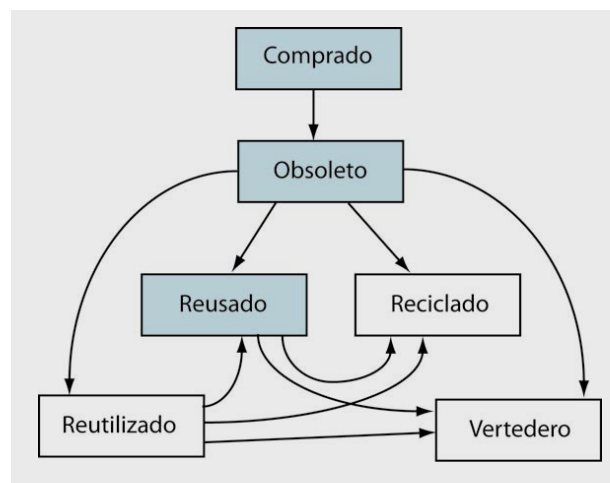 Comprado
Obsoleto
Reusado
Reciclado
Reutilizado
Vertedero